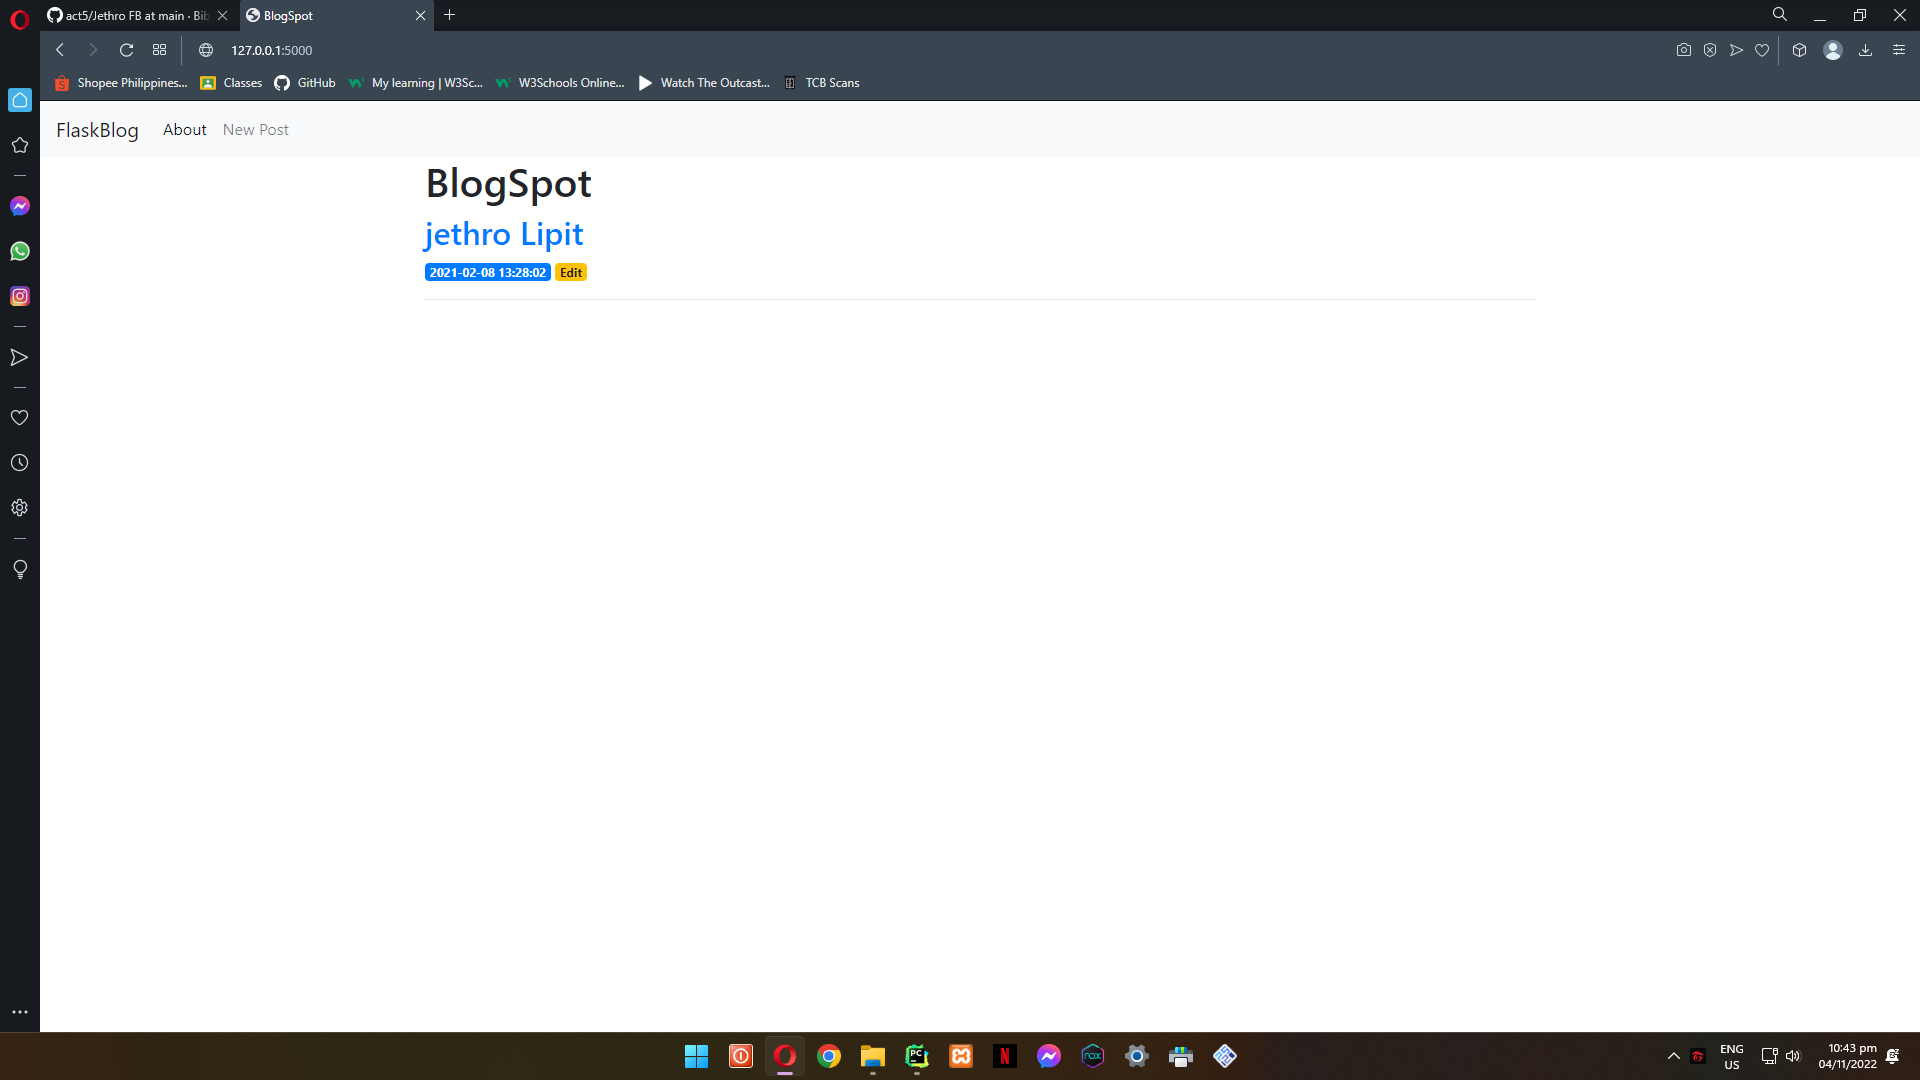 act5/Jethro FB at main · Bib
BlogSpot
127.0.0.1:5000
Shopee Philippines...
Classes
GitHub
My learning | W3Sc...
W3Schools Online...
Watch The Outcast...
TCB Scans
FlaskBlog
About
New Post
BlogSpot
jethro Lipit
2021-02-08 13:28:02
Edit
ENG
US
10:43 pm
04/11/2022